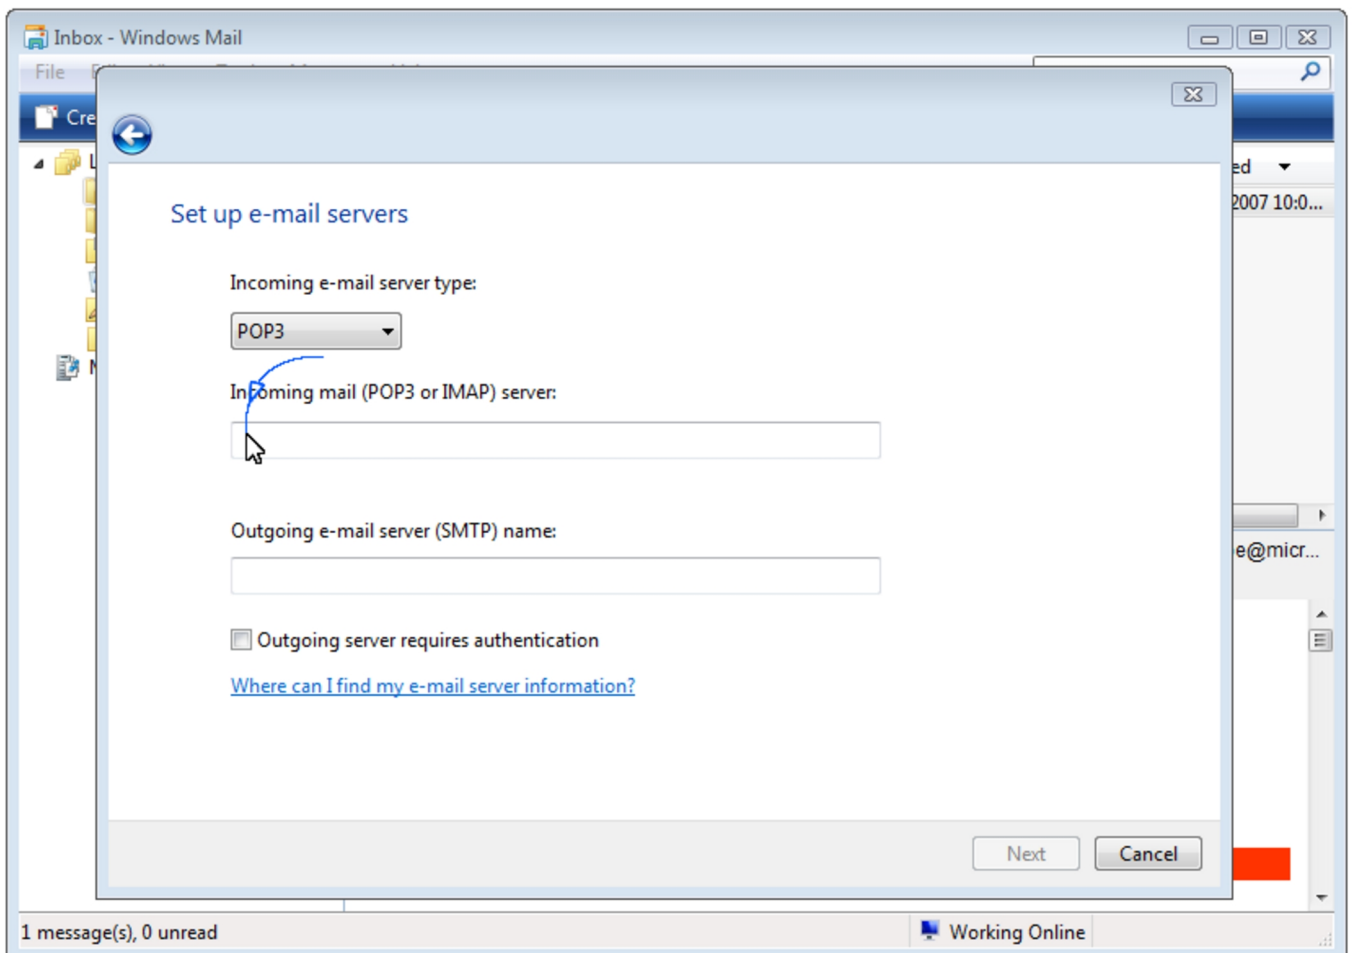 Inbox - Windows Mail
File
Cre
ed
2007 10:0...
Set up e-mail servers
Incoming e-mail server type:
POP3
Incoming mail (POP3 or IMAP) server:
Outgoing e-mail server (SMTP) name:
e@micr...
Outgoing server requires authentication
Where can I find my e-mail server information?
Next
Cancel
1 message(s), 0 unread
Working Online